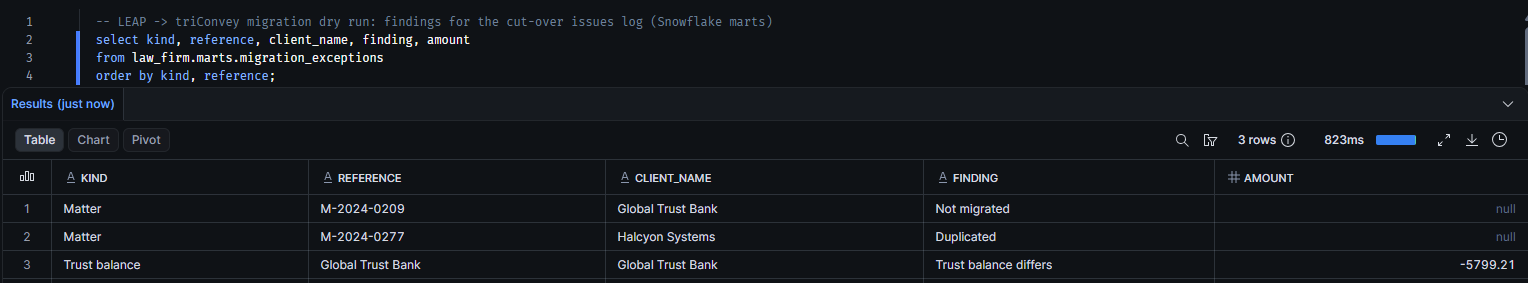 1 -- LEAP -> triConvey migration dry run: findings for the cut-over issues log (Snowflake marts)
2 select kind, reference, client_name, finding, amount
3 from law_firm.marts.migration_exceptions
4 order by kind, reference;
Results (just now)
Table Chart Pivot 3 rows 823ms
A KIND A REFERENCE A CLIENT_NAME A FINDING # AMOUNT
1 Matter M-2024-0209 Global Trust Bank Not migrated null
2 Matter M-2024-0277 Halcyon Systems Duplicated null
3 Trust balance Global Trust Bank Global Trust Bank Trust balance differs -5799.21